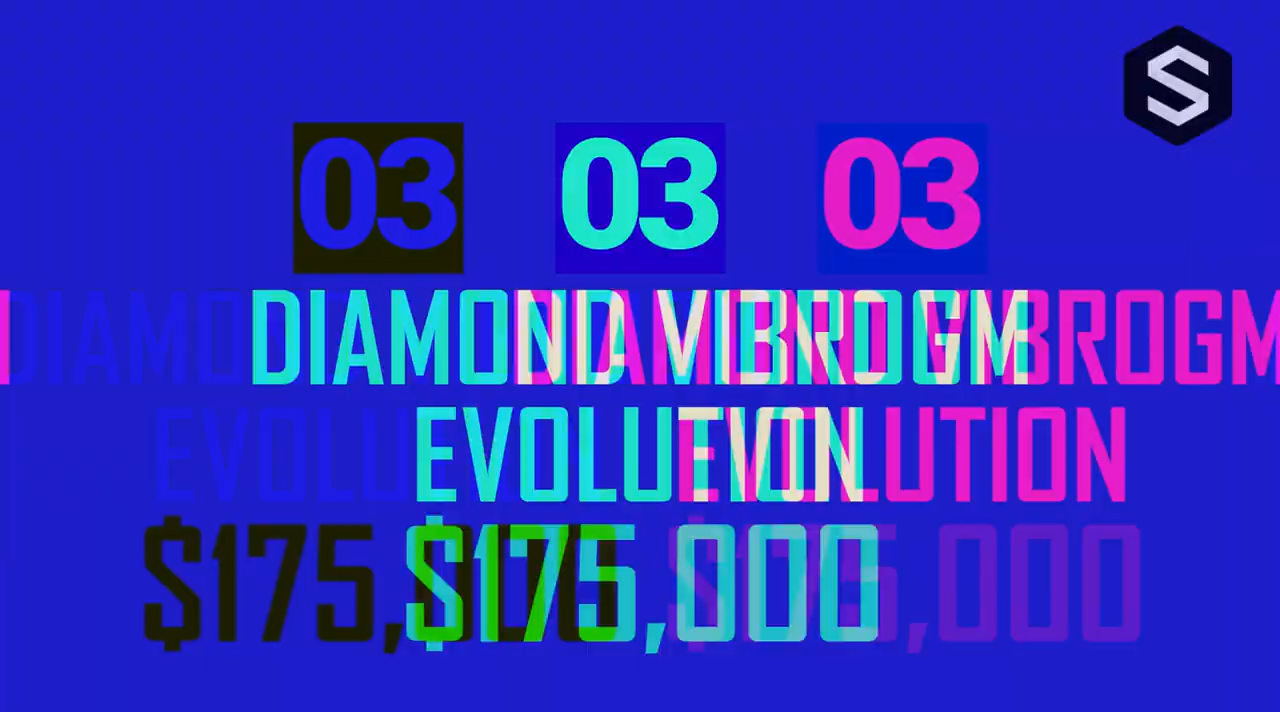 S
03 03 03
DIAMOND VIBROGM
EVOLUTION
$175,000